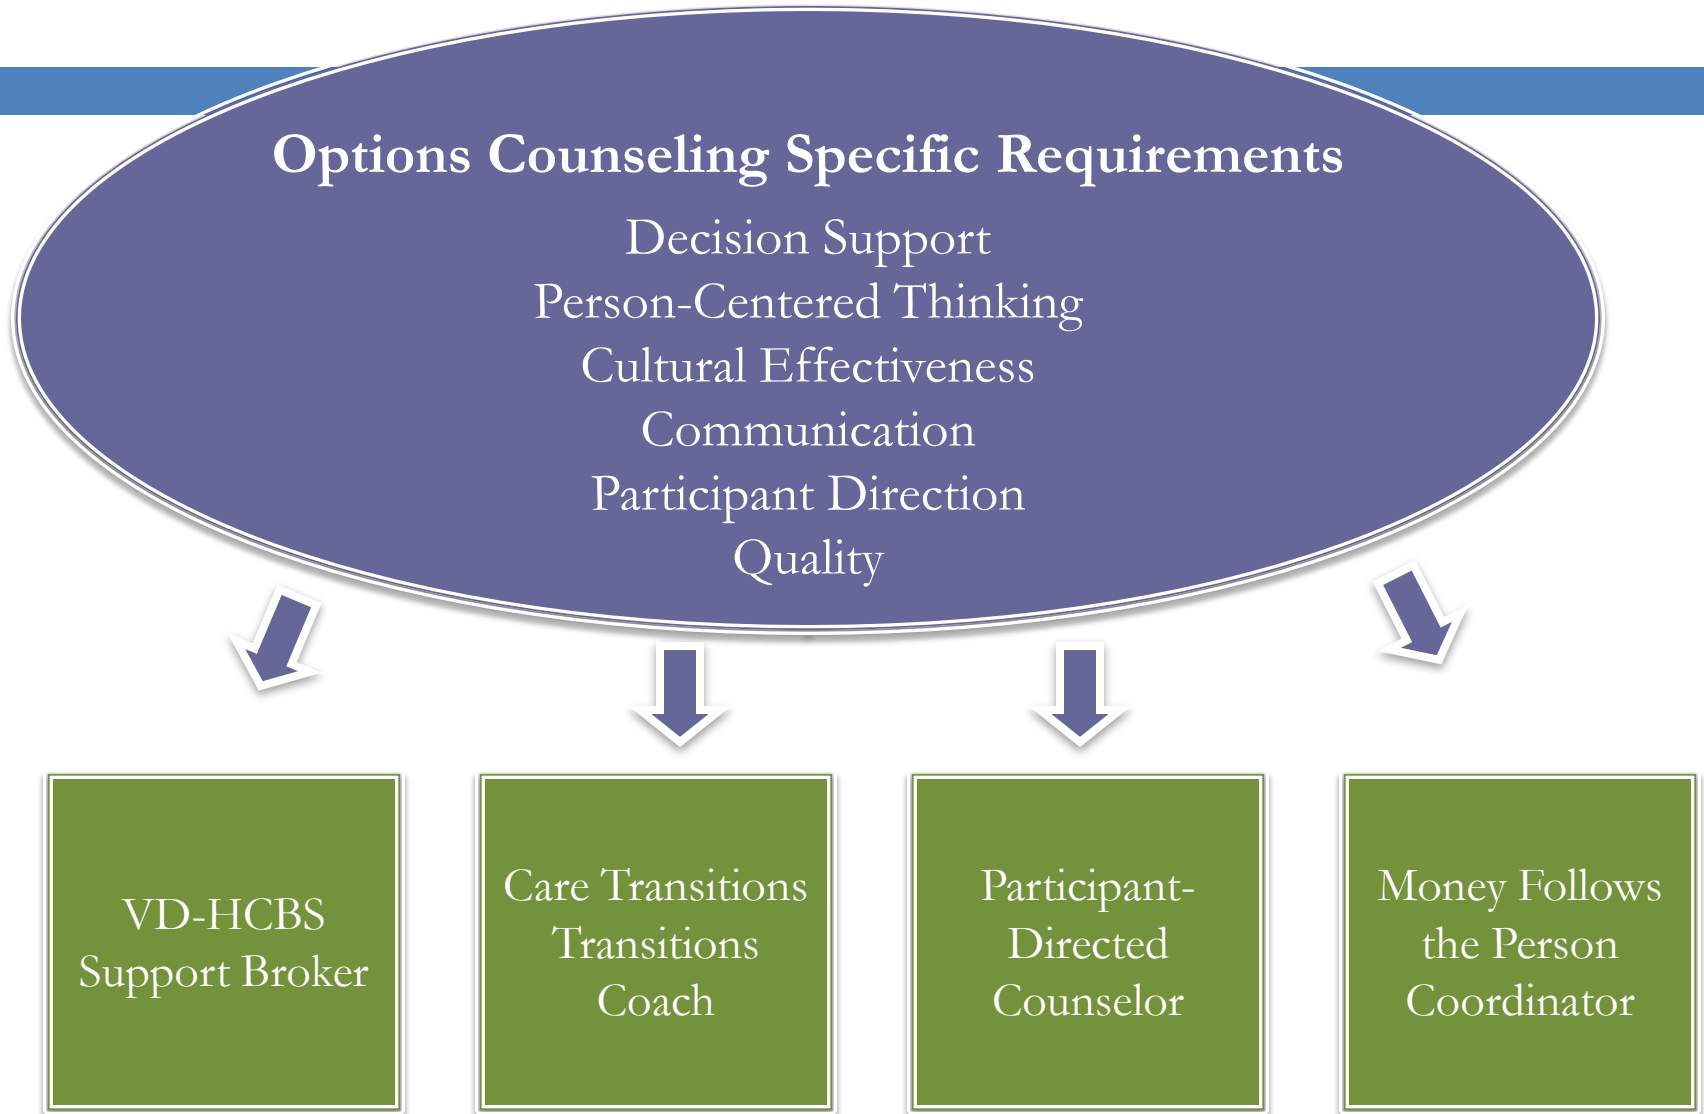 Options Counseling Specific Requirements
Decision Support
Person-Centered Thinking
Cultural Effectiveness
Communication
Participant Direction
Quality
VD-HCBS
Support Broker
Care Transitions
Transitions
Coach
Participant-
Directed
Counselor
Money Follows
the Person
Coordinator